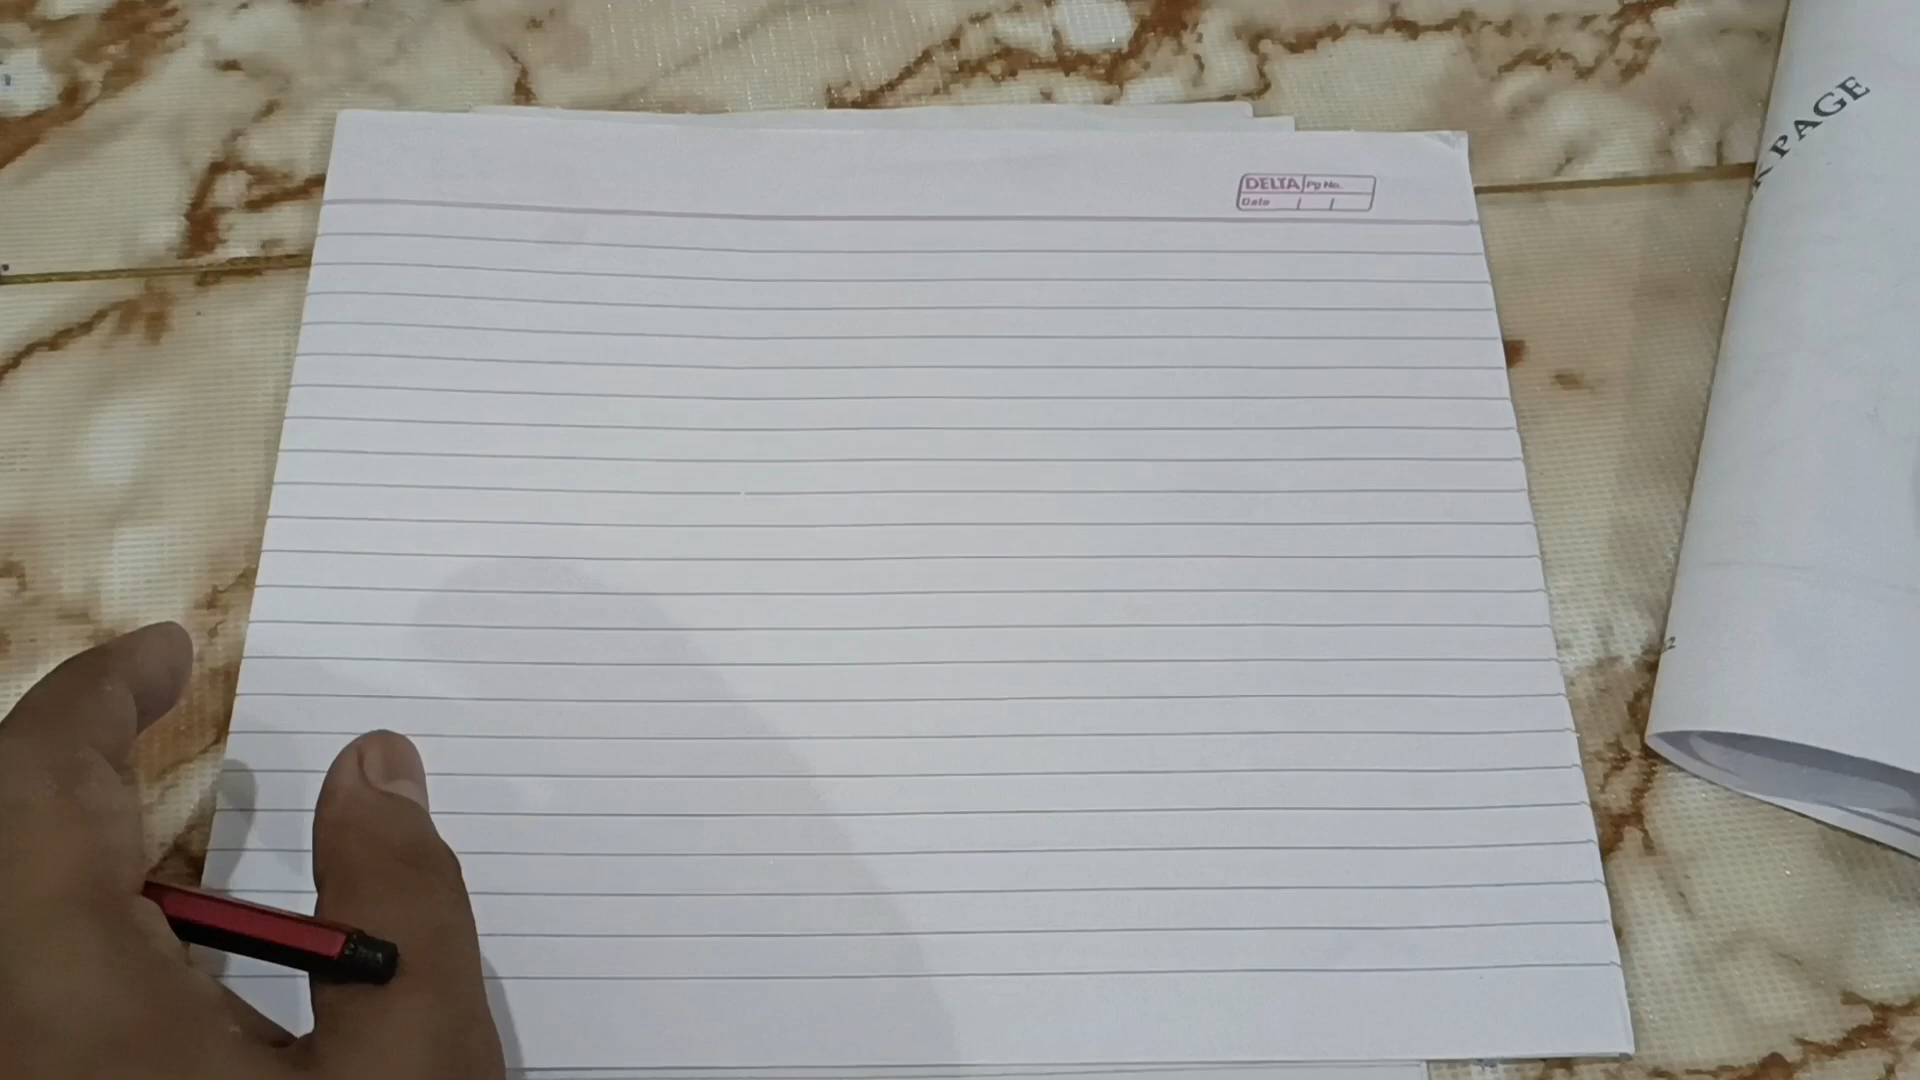 DELTA Pg No.
Date / /
PAGE